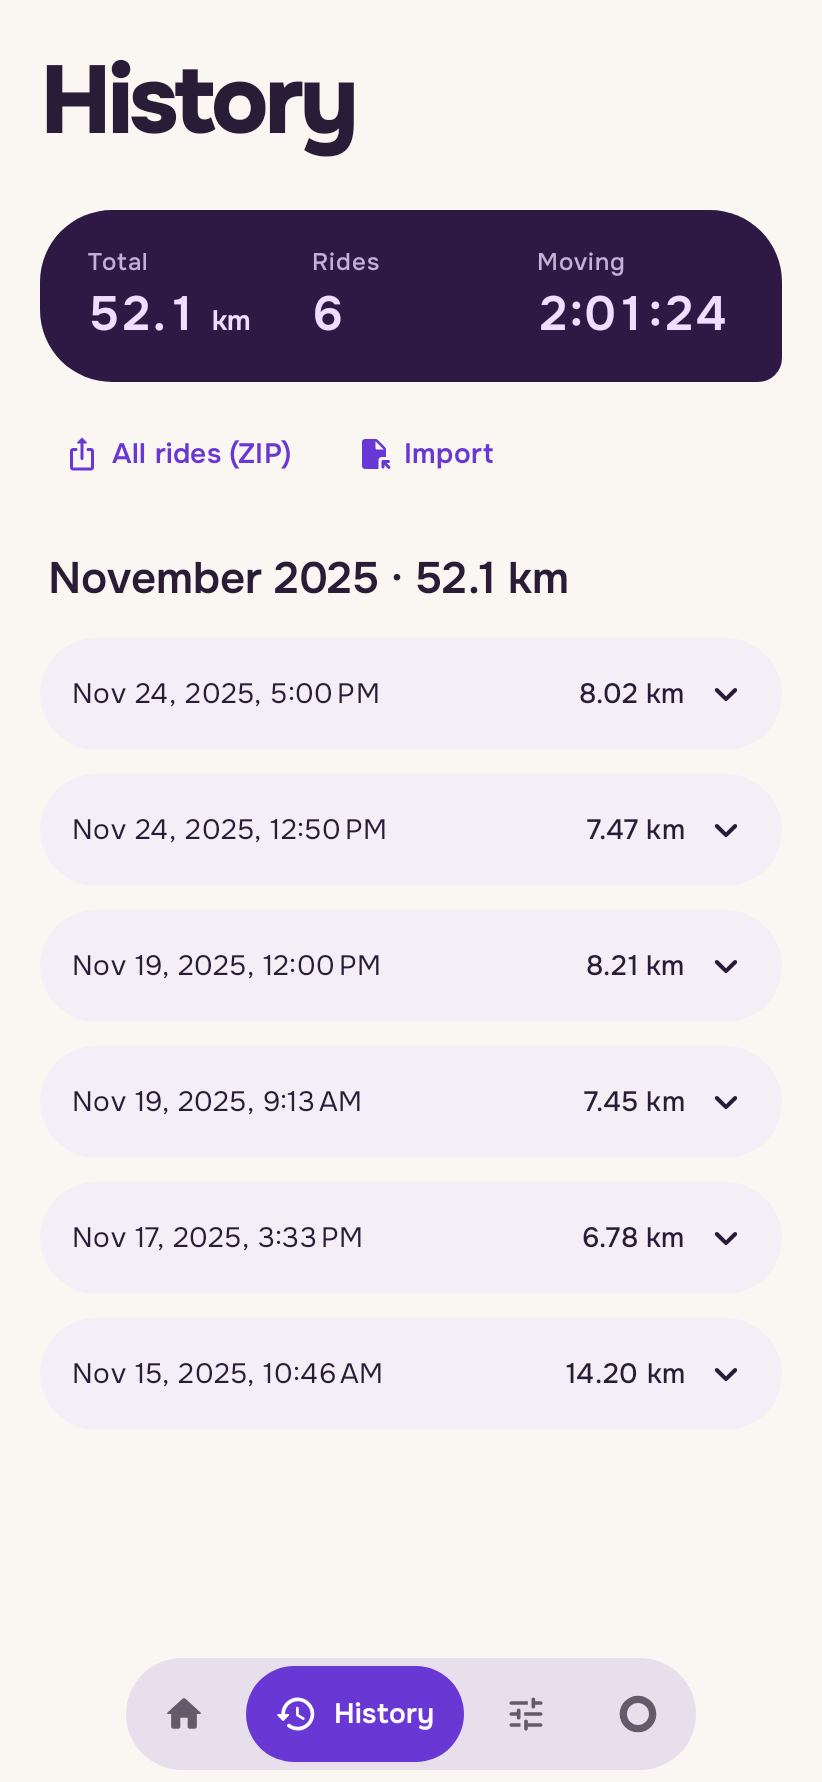 History
Total Rides Moving
52.1 km 6 2:01:24
All rides (ZIP) Import
November 2025 · 52.1 km
Nov 24, 2025, 5:00 PM 8.02 km
Nov 24, 2025, 12:50 PM 7.47 km
Nov 19, 2025, 12:00 PM 8.21 km
Nov 19, 2025, 9:13 AM 7.45 km
Nov 17, 2025, 3:33 PM 6.78 km
Nov 15, 2025, 10:46 AM 14.20 km
History